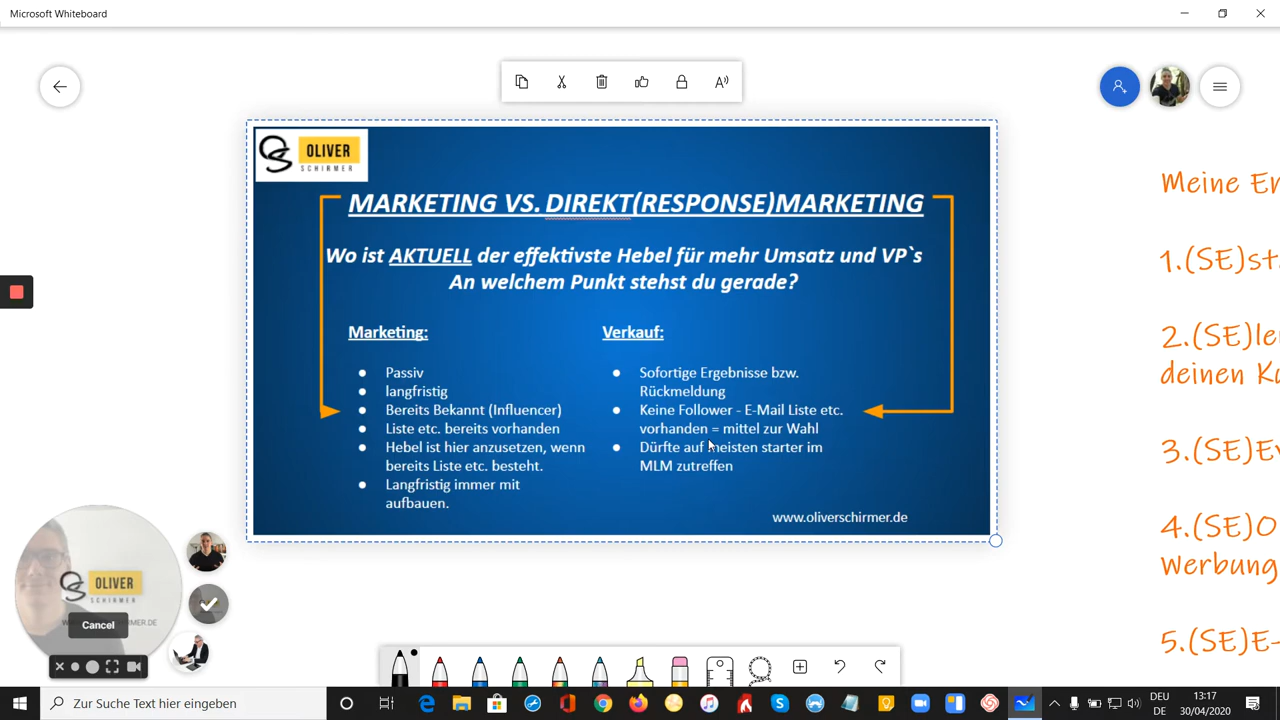 Microsoft Whiteboard
OLIVER
SCHIRMER
MARKETING VS. DIREKT(RESPONSE)MARKETING
Wo ist AKTUELL der effektivste Hebel für mehr Umsatz und VP`s
An welchem Punkt stehst du gerade?
Marketing:
Passiv
langfristig
Bereits Bekannt (Influencer)
Liste etc. bereits vorhanden
Hebel ist hier anzusetzen, wenn
bereits Liste etc. besteht.
Langfristig immer mit
aufbauen.
Verkauf:
Sofortige Ergebnisse bzw.
Rückmeldung
Keine Follower - E-Mail Liste etc.
vorhanden = mittel zur Wahl
Dürfte auf meisten starter im
MLM zutreffen
www.oliverschirmer.de
Meine
1.(SE)st
2.(SE)
deinen
3.(SE)E
4.(SE)O
Werbung
5.(SE)E-
OLIVER
SCHIRMER
Cancel
Zur Suche Text hier eingeben
DEU
DE
13:17
30/04/2020